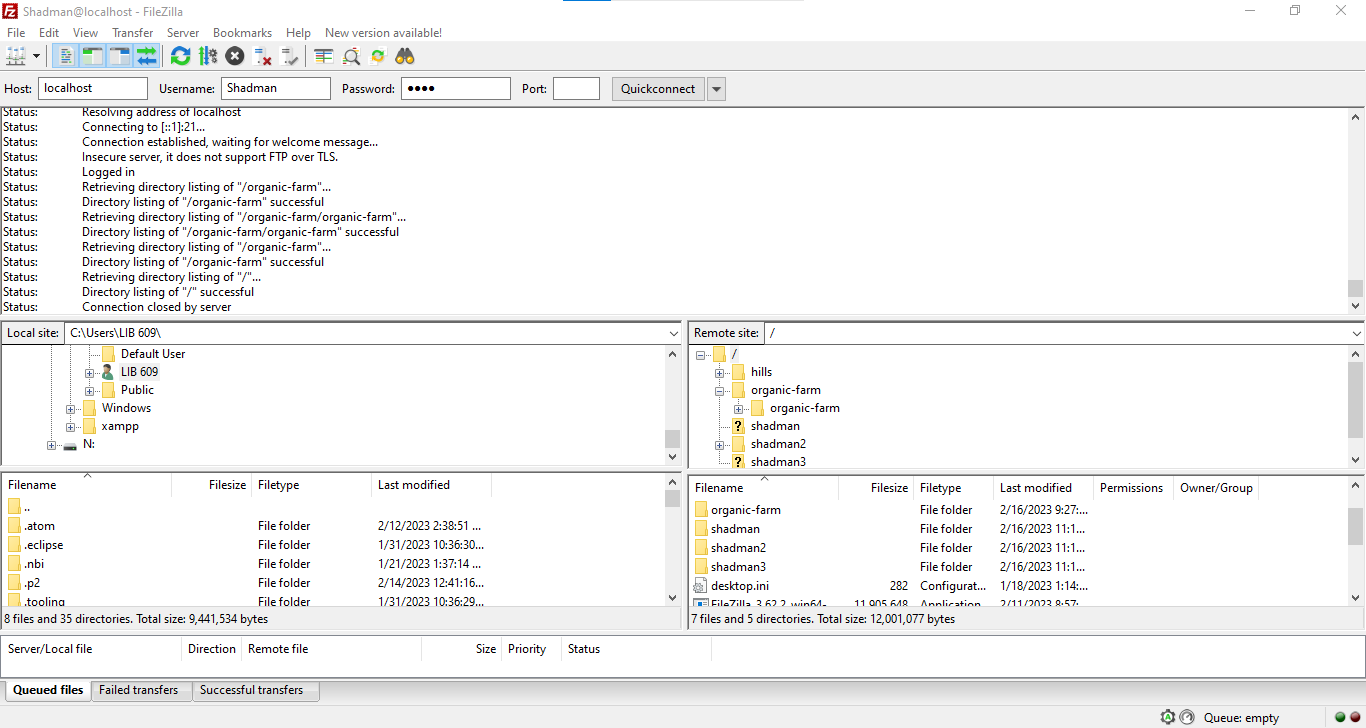 Shadman@localhost - FileZilla
File Edit View Transfer Server Bookmarks Help New version available!
Host: localhost Username: Shadman Password: ●●●● Port: Quickconnect
Status: Resolving address of localhost
Status: Connecting to [::1]:21...
Status: Connection established, waiting for welcome message...
Status: Insecure server, it does not support FTP over TLS.
Status: Logged in
Status: Retrieving directory listing of "/organic-farm"...
Status: Directory listing of "/organic-farm" successful
Status: Retrieving directory listing of "/organic-farm/organic-farm"...
Status: Directory listing of "/organic-farm/organic-farm" successful
Status: Retrieving directory listing of "/organic-farm"...
Status: Directory listing of "/organic-farm" successful
Status: Retrieving directory listing of "/"...
Status: Directory listing of "/" successful
Status: Connection closed by server
Local site: C:\Users\LIB 609\
Default User
LIB 609
Public
Windows
xampp
N:
Filename Filesize Filetype Last modified
..
.atom File folder 2/12/2023 2:38:51 ...
.eclipse File folder 1/31/2023 10:36:30...
.nbi File folder 1/21/2023 1:37:14 ...
.p2 File folder 2/14/2023 12:41:16...
.tooling File folder 1/31/2023 10:36:29...
8 files and 35 directories. Total size: 9,441,534 bytes
Remote site: /
/
hills
organic-farm
organic-farm
? shadman
shadman2
? shadman3
Filename Filesize Filetype Last modified Permissions Owner/Group
organic-farm File folder 2/16/2023 9:27:...
shadman File folder 2/16/2023 11:1...
shadman2 File folder 2/16/2023 11:1...
shadman3 File folder 2/16/2023 11:1...
desktop.ini 282 Configurat... 1/18/2023 1:14:...
FileZilla_3.62.2_win64- 11,905,648 Application 2/11/2023 8:57:...
7 files and 5 directories. Total size: 12,001,077 bytes
Server/Local file Direction Remote file Size Priority Status
Queued files Failed transfers Successful transfers
Queue: empty